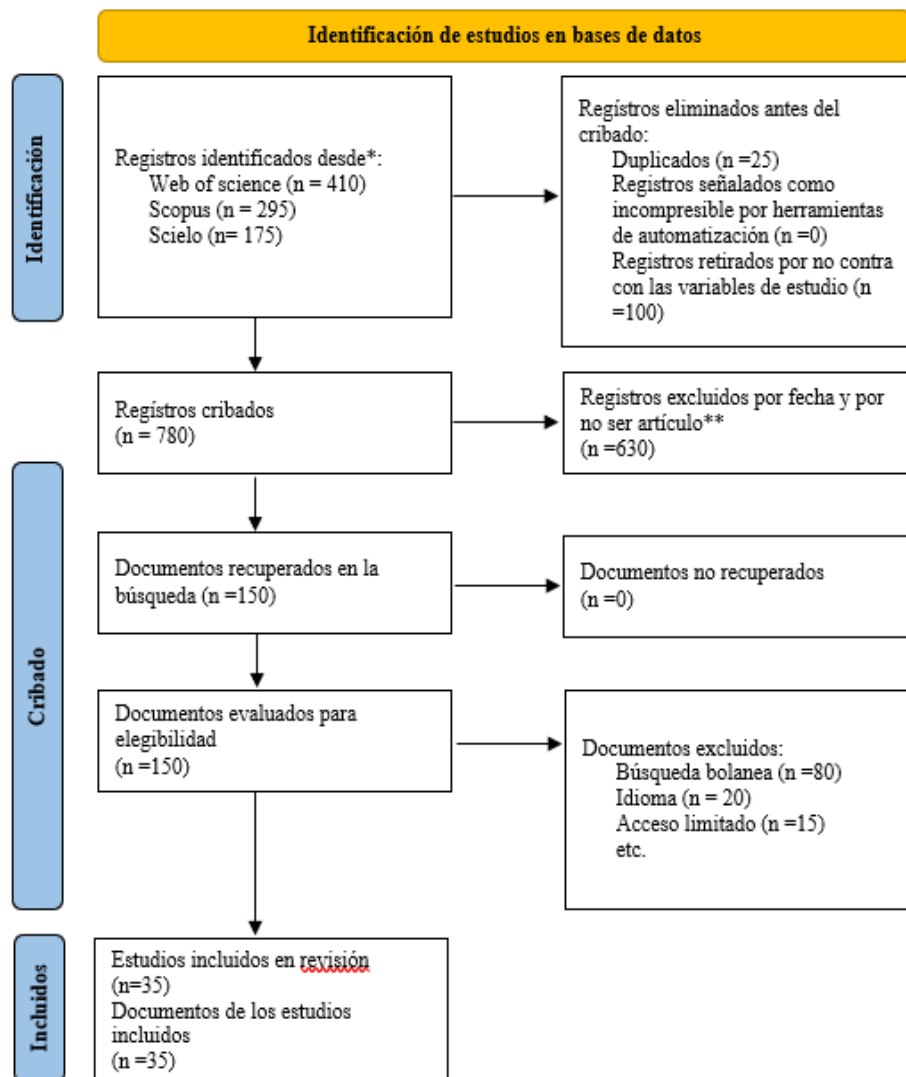 Identificación de estudios en bases de datos
Identificación
Registros identificados desde*:
Web of science (n = 410)
Scopus (n = 295)
Scielo (n= 175)
Regístros eliminados antes del
cribado:
Duplicados (n =25)
Registros señalados como
incompresible por herramientas
de automatización (n =0)
Registros retirados por no contra
con las variables de estudio (n
=100)
Cribado
Regístros cribados
(n = 780)
Registros excluidos por fecha y por
no ser artículo**
(n =630)
Documentos recuperados en la
búsqueda (n =150)
Documentos no recuperados
(n =0)
Documentos evaluados para
elegibilidad
(n =150)
Documentos excluidos:
Búsqueda bolanea (n =80)
Idioma (n = 20)
Acceso limitado (n =15)
etc.
Incluidos
Estudios incluidos en revisión
(n=35)
Documentos de los estudios
incluidos
(n =35)